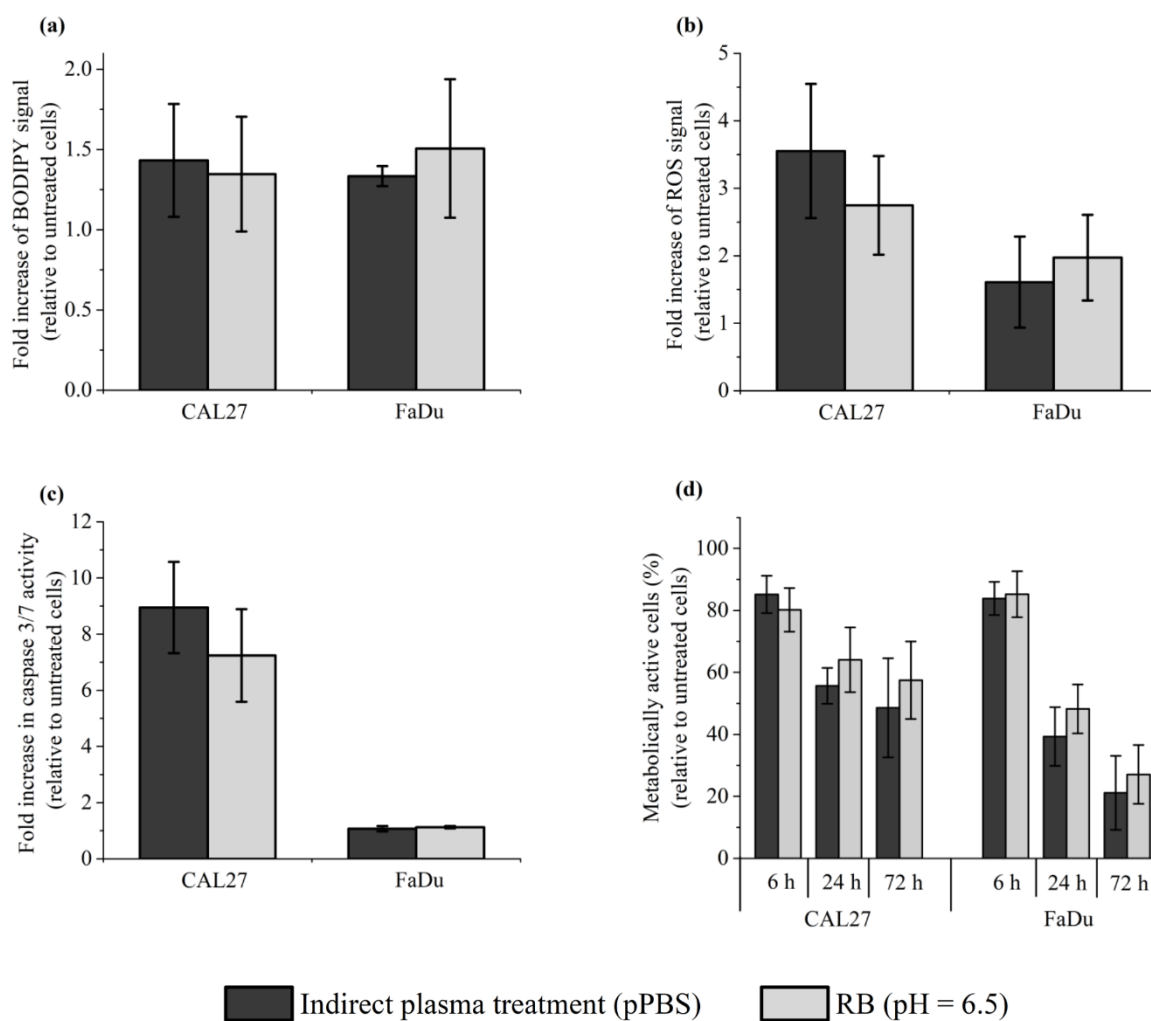 (a)
Fold increase of BODIPY signal
(relative to untreated cells)
2.0
1.5
1.0
0.5
0.0
CAL27 FaDu
(b)
Fold increase of ROS signal
(relative to untreated cells)
5
4
3
2
1
0
CAL27 FaDu
(c)
Fold increase in caspase 3/7 activity
(relative to untreated cells)
12
10
8
6
4
2
0
CAL27 FaDu
(d)
Metabolically active cells (%)
(relative to untreated cells)
100
80
60
40
20
0
6 h 24 h 72 h 6 h 24 h 72 h
CAL27 FaDu
Indirect plasma treatment (pPBS) RB (pH = 6.5)